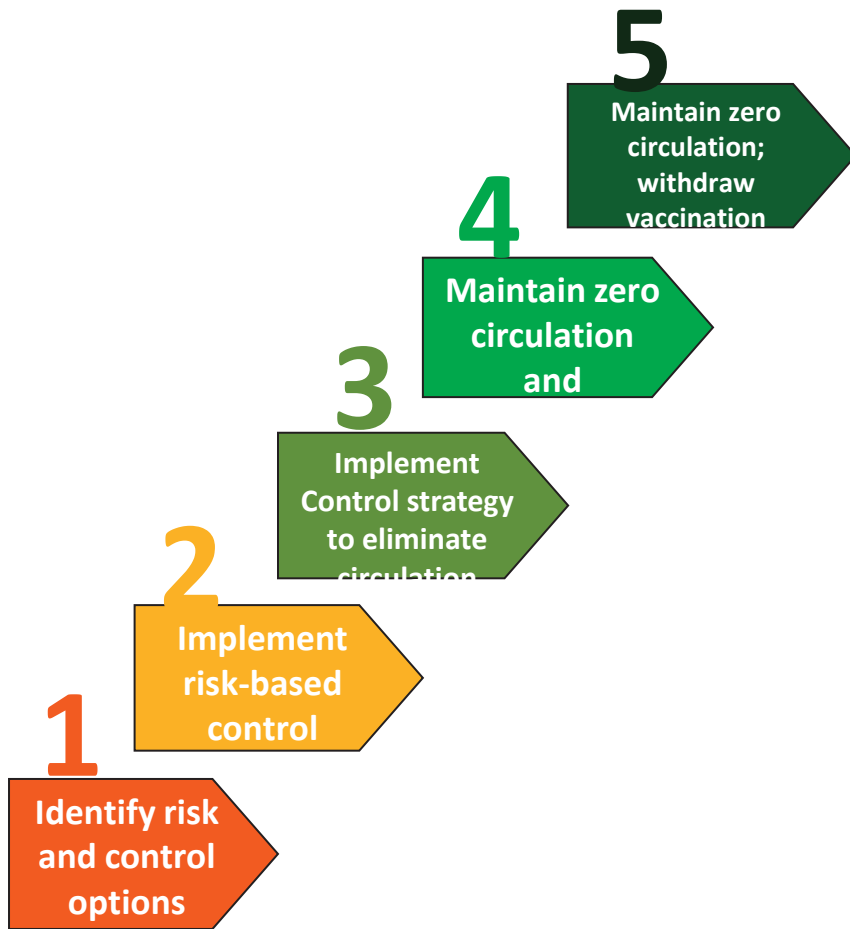 5
Maintain zero
circulation;
withdraw
vaccination
4
Maintain zero
circulation
and
3
Implement
Control strategy
to eliminate
circulation
2
Implement
risk-based
control
1
Identify risk
and control
options